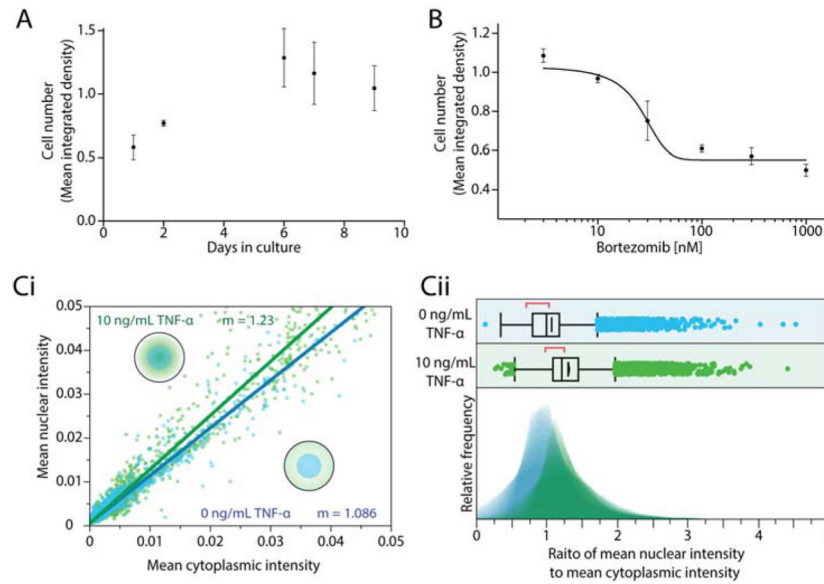 A
Cell number
(Mean integrated density)
1.5
1.0
0.5
0.0
0 2 4 6 8 10
Days in culture
B
Cell number
(Mean integrated density)
1.2
1.0
0.8
0.6
0.4
10 100 1000
Bortezomib [nM]
Ci
Mean nuclear intensity
0.05
0.04
0.03
0.02
0.01
0
10 ng/mL TNF-α m = 1.23
0 ng/mL TNF-α m = 1.086
0 0.01 0.02 0.03 0.04 0.05
Mean cytoplasmic intensity
Cii
0 ng/mL
TNF-α
10 ng/mL
TNF-α
Relative frequency
0 1 2 3 4
Raito of mean nuclear intensity
to mean cytoplasmic intensity